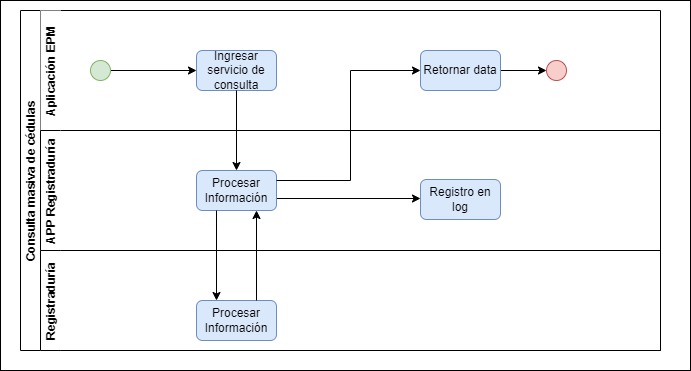 Consulta masiva de cédulas
Aplicación EPM
Ingresar
servicio de
consulta
Retornar data
APP Registraduría
Procesar
Información
Registro en
log
Registraduría
Procesar
Información